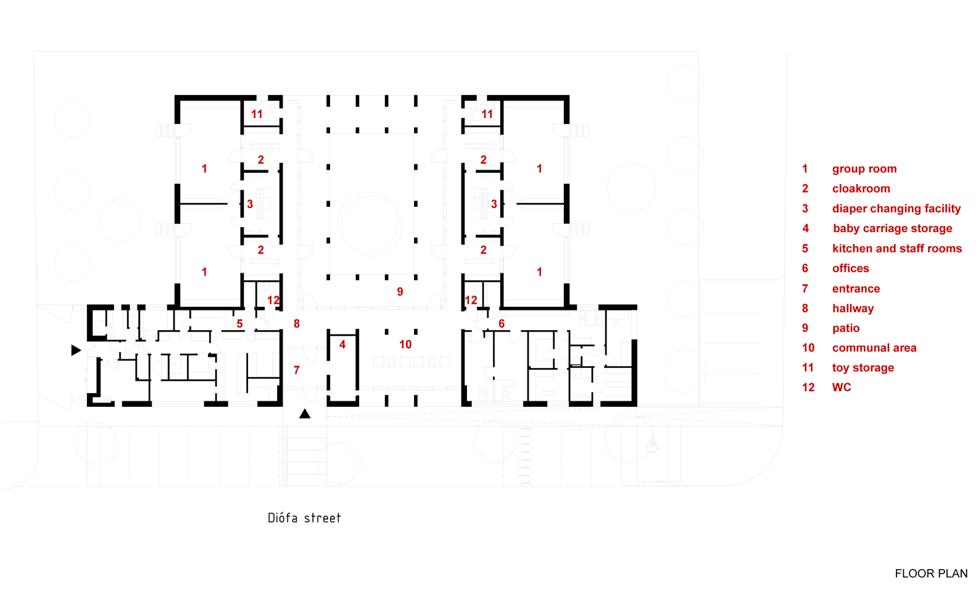 11 11
2 2
1 1
3 3
2 2
1 1
9
12 12
5 8 6
4 10
7
1 group room
2 cloakroom
3 diaper changing facility
4 baby carriage storage
5 kitchen and staff rooms
6 offices
7 entrance
8 hallway
9 patio
10 communal area
11 toy storage
12 WC
Diófa street
FLOOR PLAN